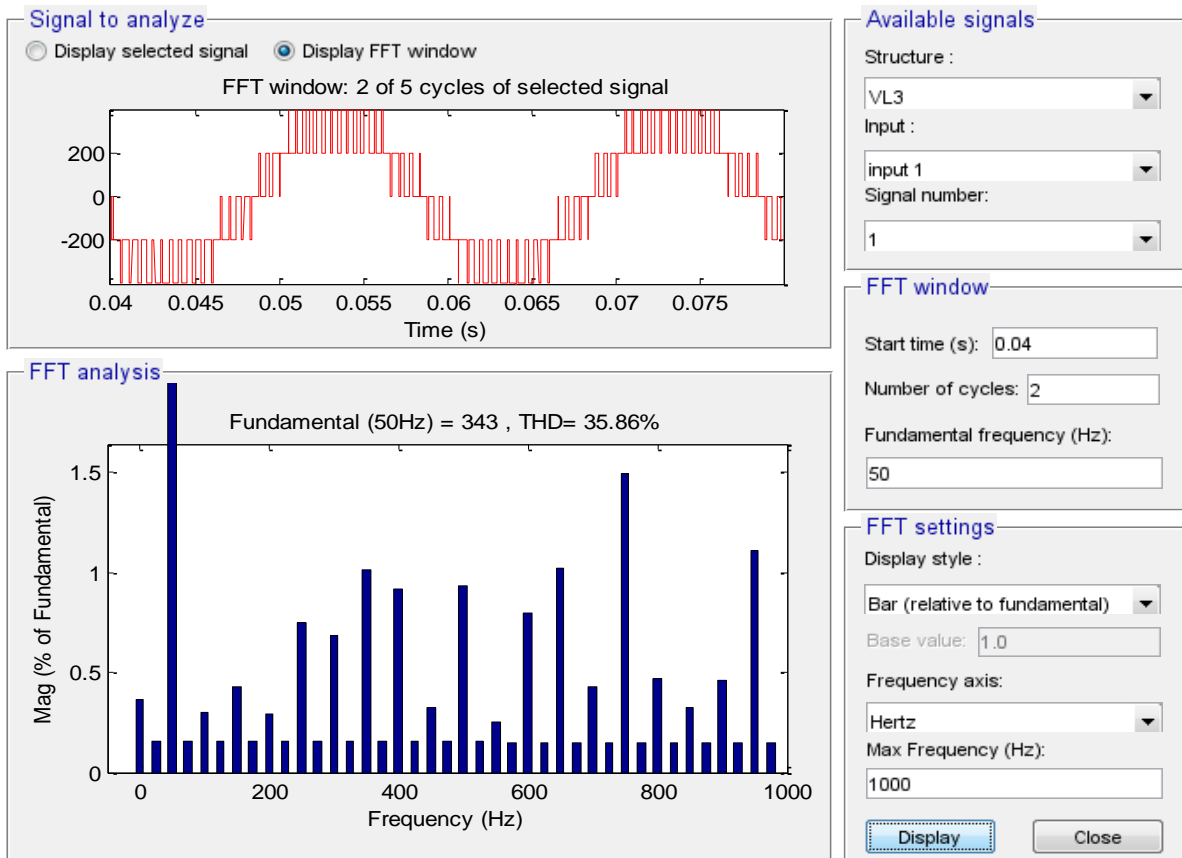 Signal to analyze
Display selected signal Display FFT window
FFT window: 2 of 5 cycles of selected signal
200
0
-200
0.04 0.045 0.05 0.055 0.06 0.065 0.07 0.075
Time (s)
FFT analysis
Fundamental (50Hz) = 343 , THD= 35.86%
1.5
1
0.5
0
Mag (% of Fundamental)
0 200 400 600 800 1000
Frequency (Hz)
Available signals
Structure :
VL3
Input :
input 1
Signal number:
1
FFT window
Start time (s): 0.04
Number of cycles: 2
Fundamental frequency (Hz):
50
FFT settings
Display style :
Bar (relative to fundamental)
Base value: 1.0
Frequency axis:
Hertz
Max Frequency (Hz):
1000
Display Close